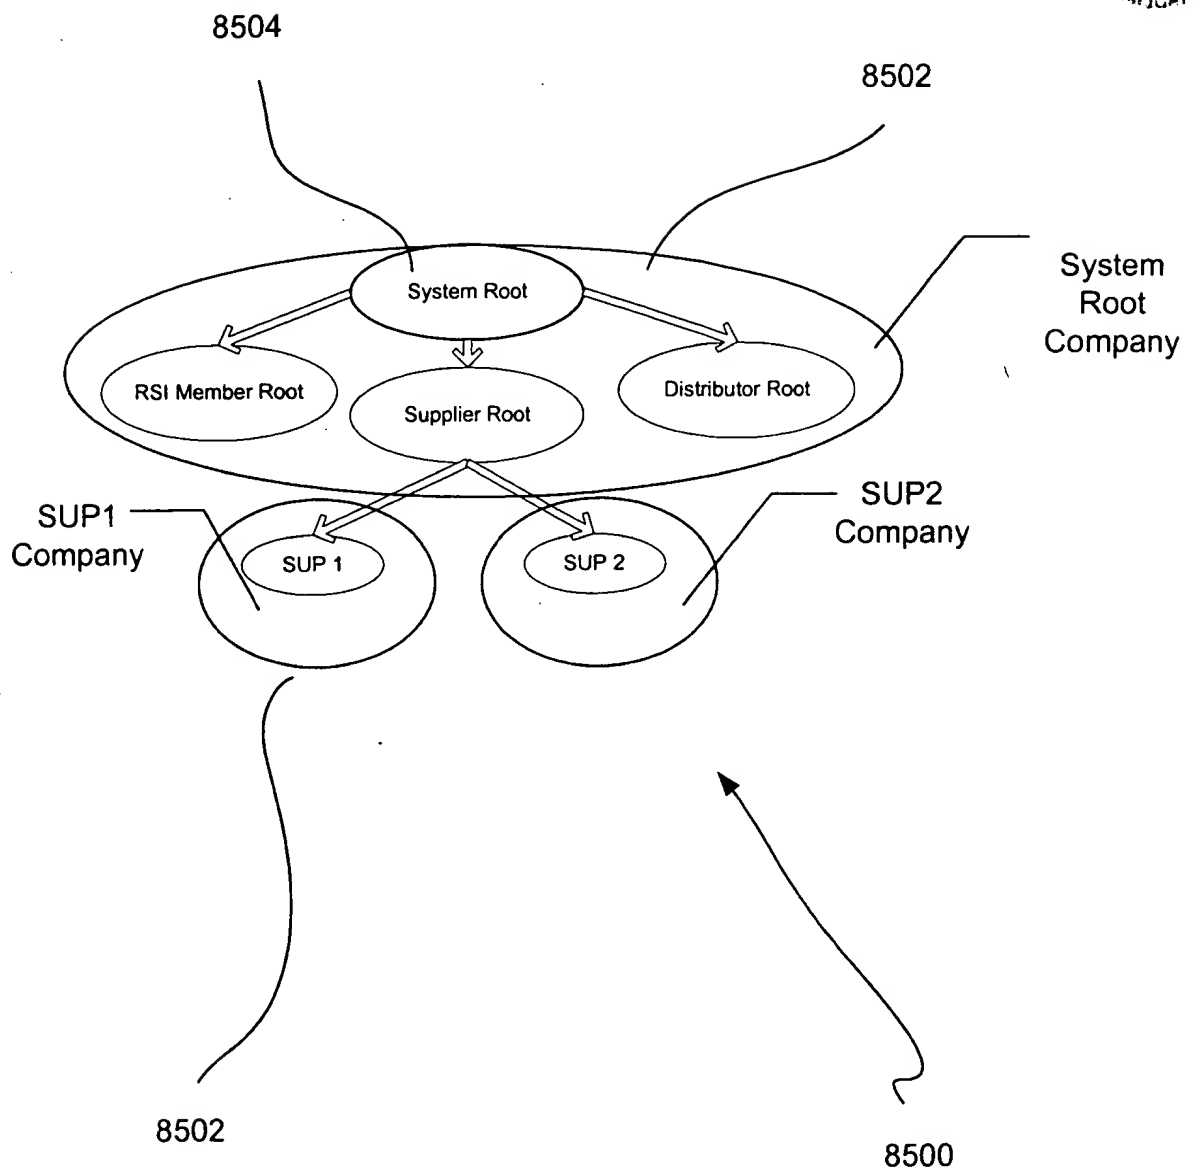 8504
8502
System Root
System
Root
Company
RSI Member Root
Supplier Root
Distributor Root
SUP1
Company
SUP2
Company
SUP 1
SUP 2
8502
8500